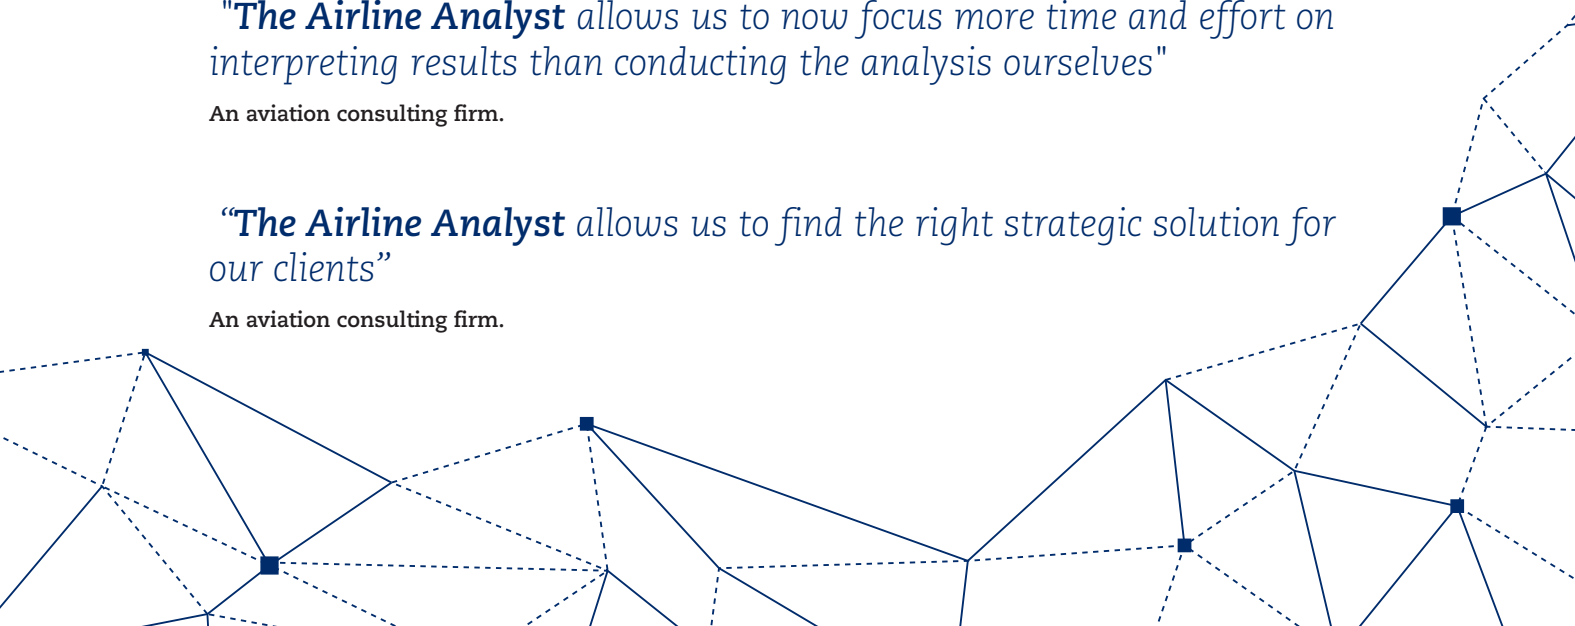 "The Airline Analyst allows us to now focus more time and effort on
interpreting results than conducting the analysis ourselves"
An aviation consulting firm.
“The Airline Analyst allows us to find the right strategic solution for
our clients”
An aviation consulting firm.